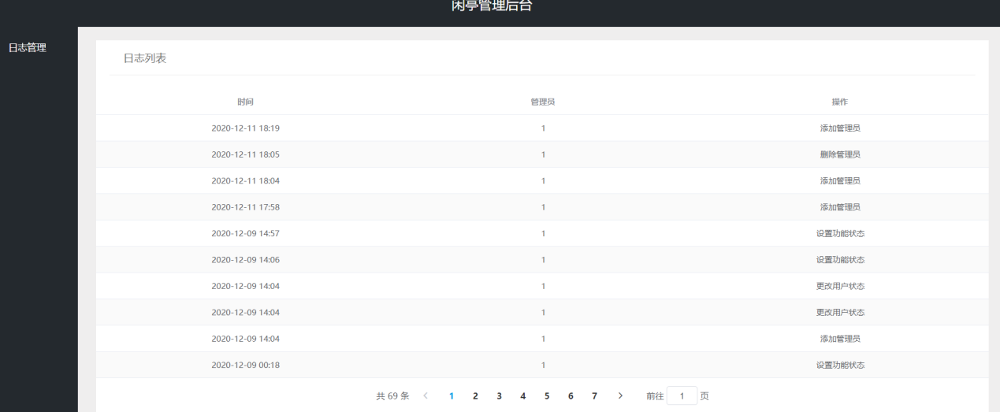 闲亭管理后台
日志管理
日志列表
时间 管理员 操作
2020-12-11 18:19 1 添加管理员
2020-12-11 18:05 1 删除管理员
2020-12-11 18:04 1 添加管理员
2020-12-11 17:58 1 添加管理员
2020-12-09 14:57 1 设置功能状态
2020-12-09 14:06 1 设置功能状态
2020-12-09 14:04 1 更改用户状态
2020-12-09 14:04 1 更改用户状态
2020-12-09 14:04 1 添加管理员
2020-12-09 00:18 1 设置功能状态
共 69 条 < 1 2 3 4 5 6 7 > 前往 1 页